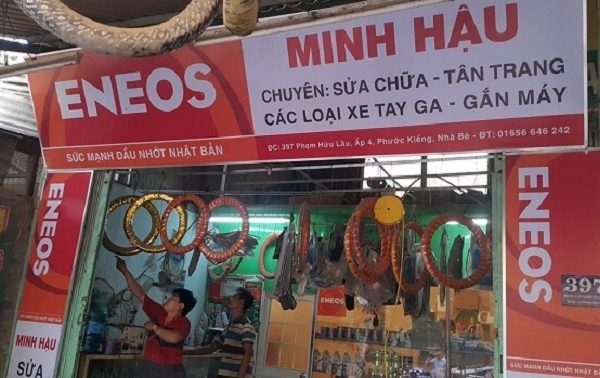 ENEOS
SỨC MẠNH DẦU NHỚT NHẬT BẢN
MINH HẬU
CHUYÊN: SỬA CHỮA - TÂN TRANG
CÁC LOẠI XE TAY GA - GẮN MÁY
ĐC: 397 Phạm Hữu Lầu, Ấp 4, Phước Kiểng, Nhà Bè - ĐT: 01656 646 242
ENEOS
MINH HẬU
SỬA
ENEOS
ENEOS
397